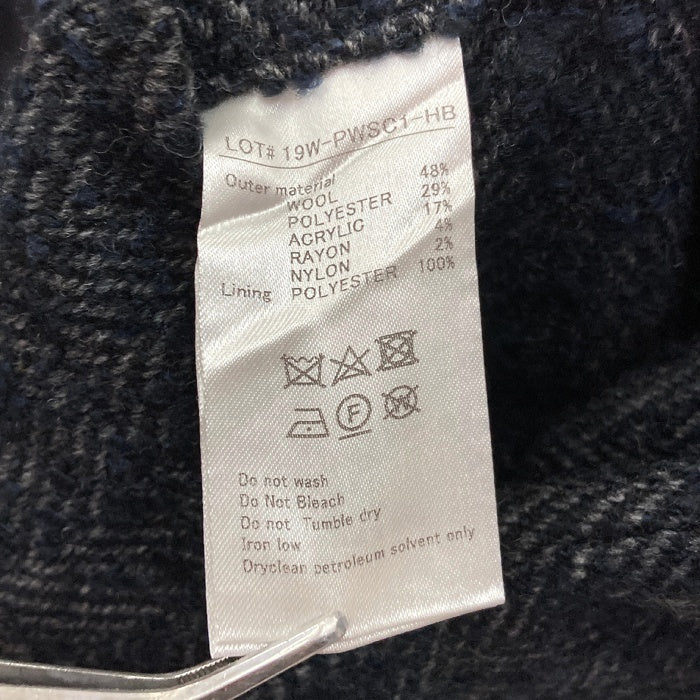 LOT# 19W-PWSC1-HB
Outer material
WOOL 48%
POLYESTER 29%
ACRYLIC 17%
RAYON 4%
NYLON 2%
Lining POLYESTER 100%
F
W
Do not wash
Do Not Bleach
Do not Tumble dry
Iron low
Dryclean petroleum solvent only